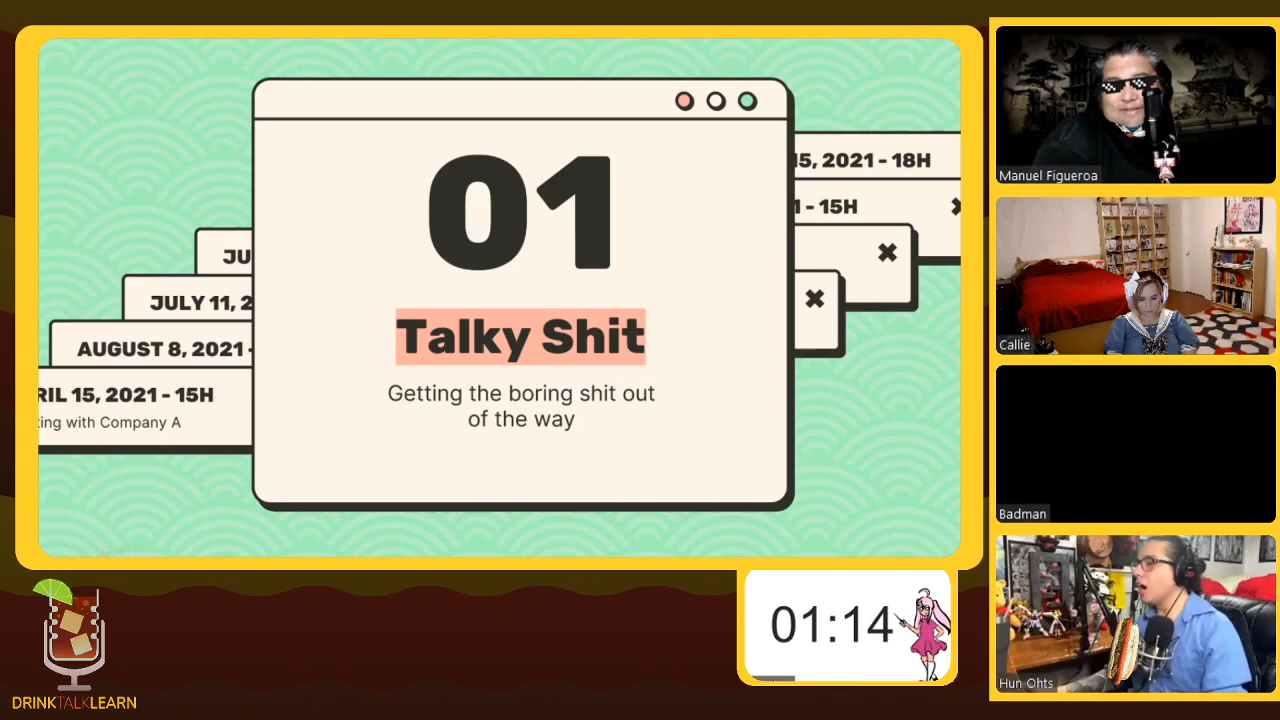 01
Talky Shit
Getting the boring shit out
of the way
JU
JULY 11, 2
AUGUST 8, 2021 -
RIL 15, 2021 - 15H
ing with Company A
15, 2021 - 18H
1 - 15H
01:14
DRINKTALKLEARN
Manuel Figueroa
Callie
Badman
Hun Ohts